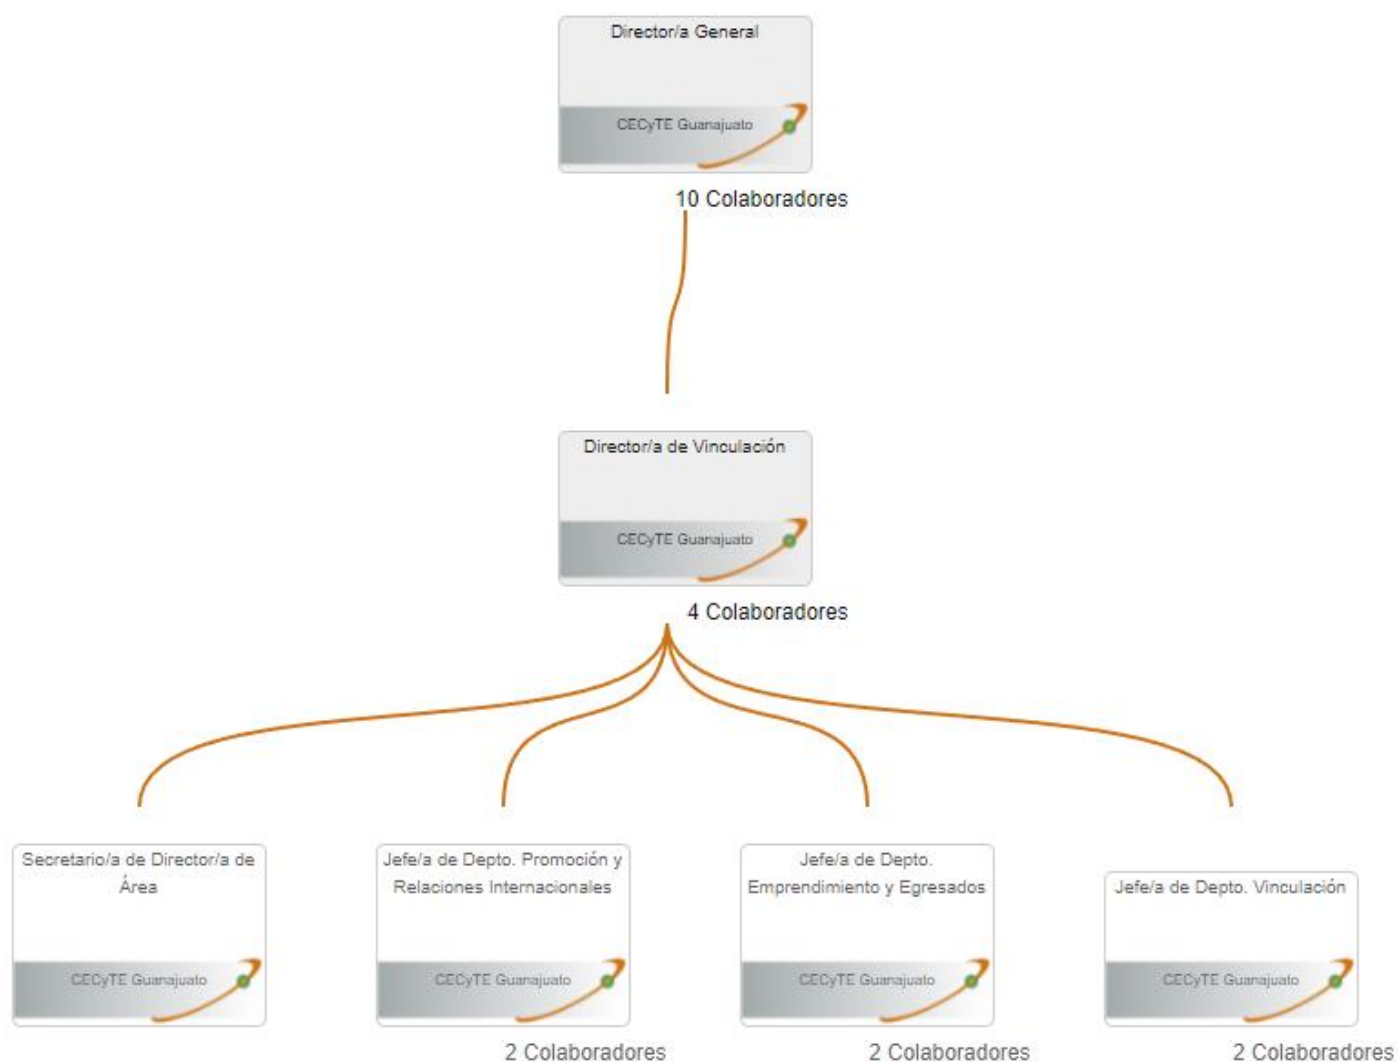 Director/a General
CECyTE Guanajuato
10 Colaboradores
Director/a de Vinculación
CECyTE Guanajuato
4 Colaboradores
Secretario/a de Director/a de
Área
CECyTE Guanajuato
Jefe/a de Depto. Promoción y
Relaciones Internacionales
CECyTE Guanajuato
2 Colaboradores
Jefe/a de Depto.
Emprendimiento y Egresados
CECyTE Guanajuato
2 Colaboradores
Jefe/a de Depto. Vinculación
CECyTE Guanajuato
2 Colaboradores